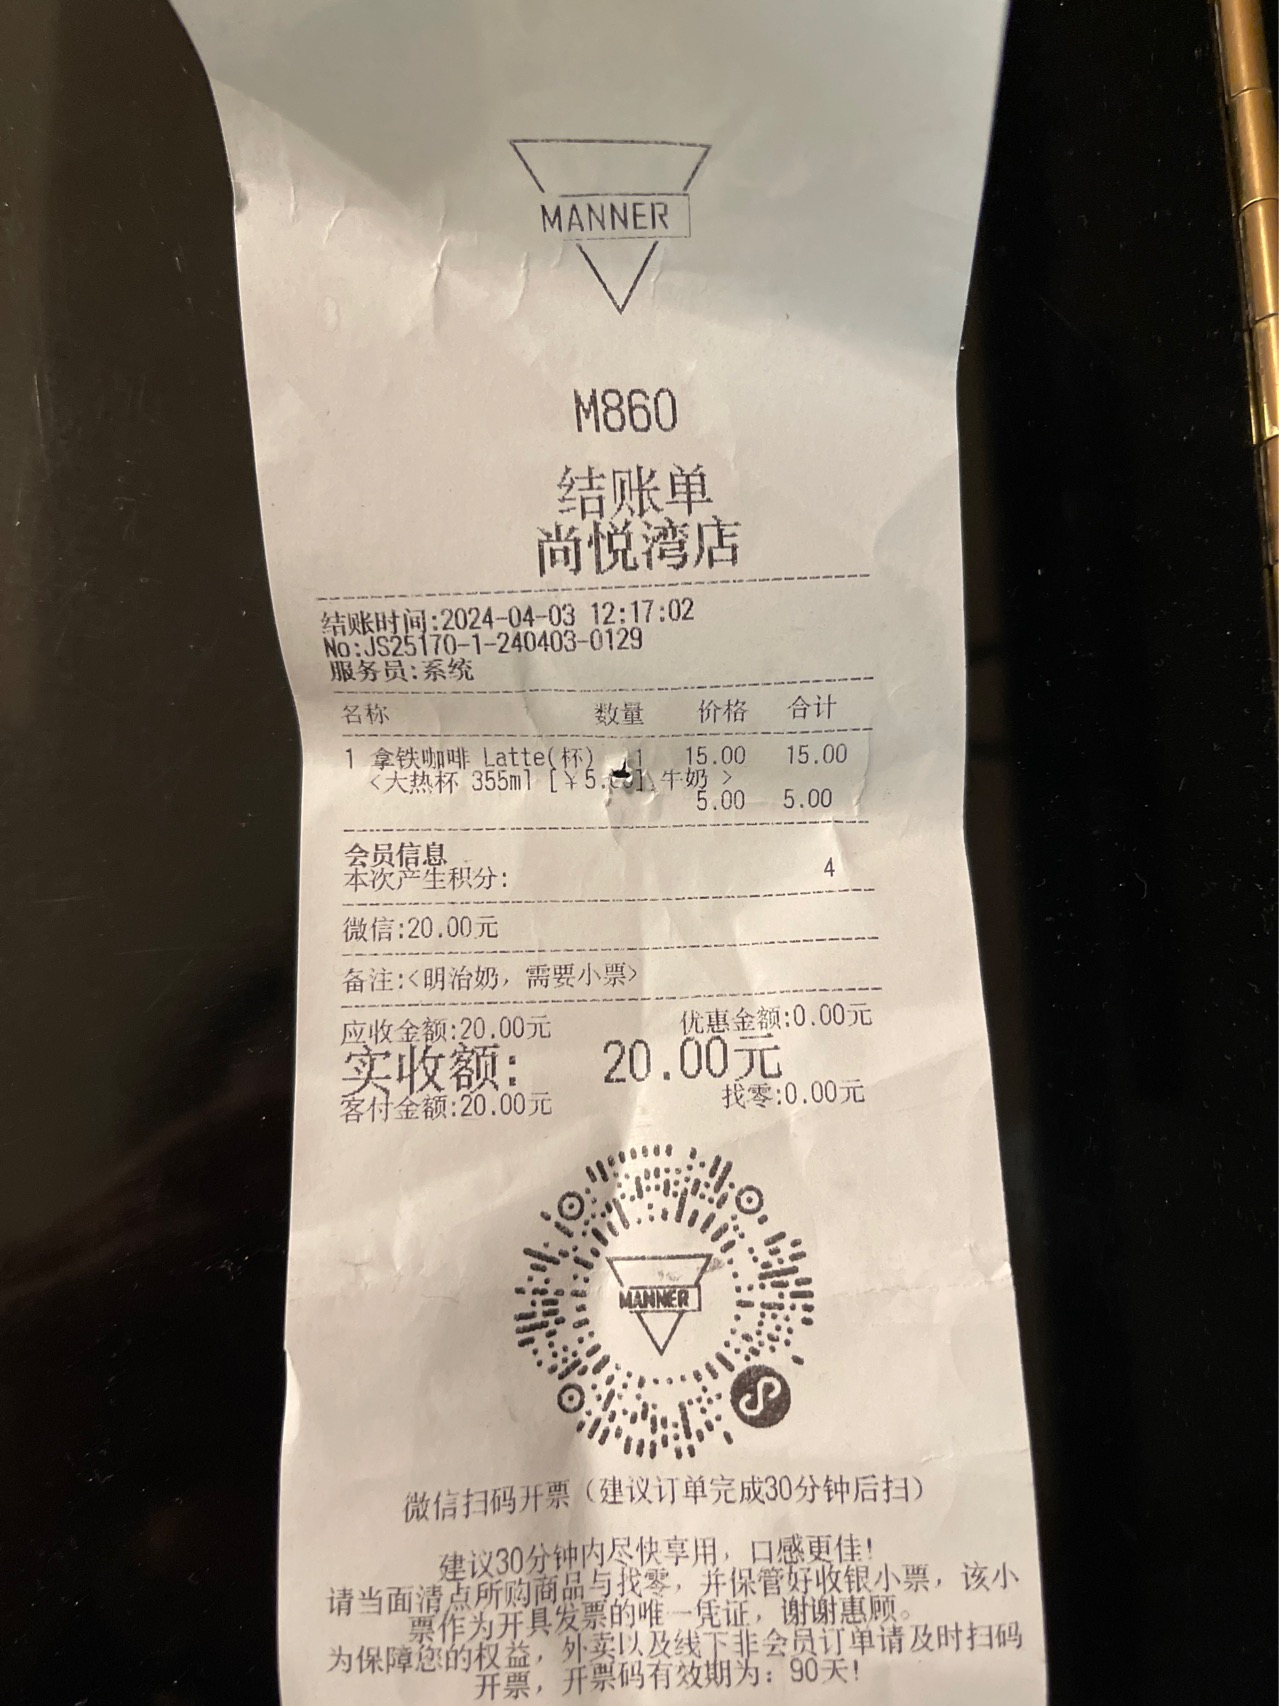 MANNER
M860
结账单
尚悦湾店
结账时间:2024-04-03 12:17:02
No:JS25170-1-240403-0129
服务员:系统
名称 数量 价格 合计
1 拿铁咖啡 Latte(杯) 1 15.00 15.00
<大热杯 355ml [￥5. ] 牛奶 >
5.00 5.00
会员信息
本次产生积分: 4
微信:20.00元
备注:<明治奶, 需要小票>
应收金额:20.00元 优惠金额:0.00元
实收额: 20.00元
客付金额:20.00元 找零:0.00元
MANNER
微信扫码开票（建议订单完成30分钟后扫）
建议30分钟内尽快享用，口感更佳!
请当面清点所购商品与找零，并保管好收银小票，该小
票作为开具发票的唯一凭证，谢谢惠顾。
为保障您的权益，外卖以及线下非会员订单请及时扫码
开票，开票码有效期为：90天!